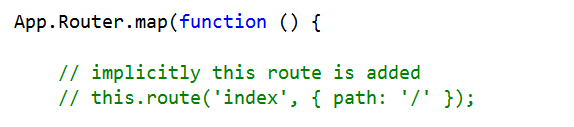 App.Router.map(function () {
// implicitly this route is added
// this.route('index', { path: '/' });